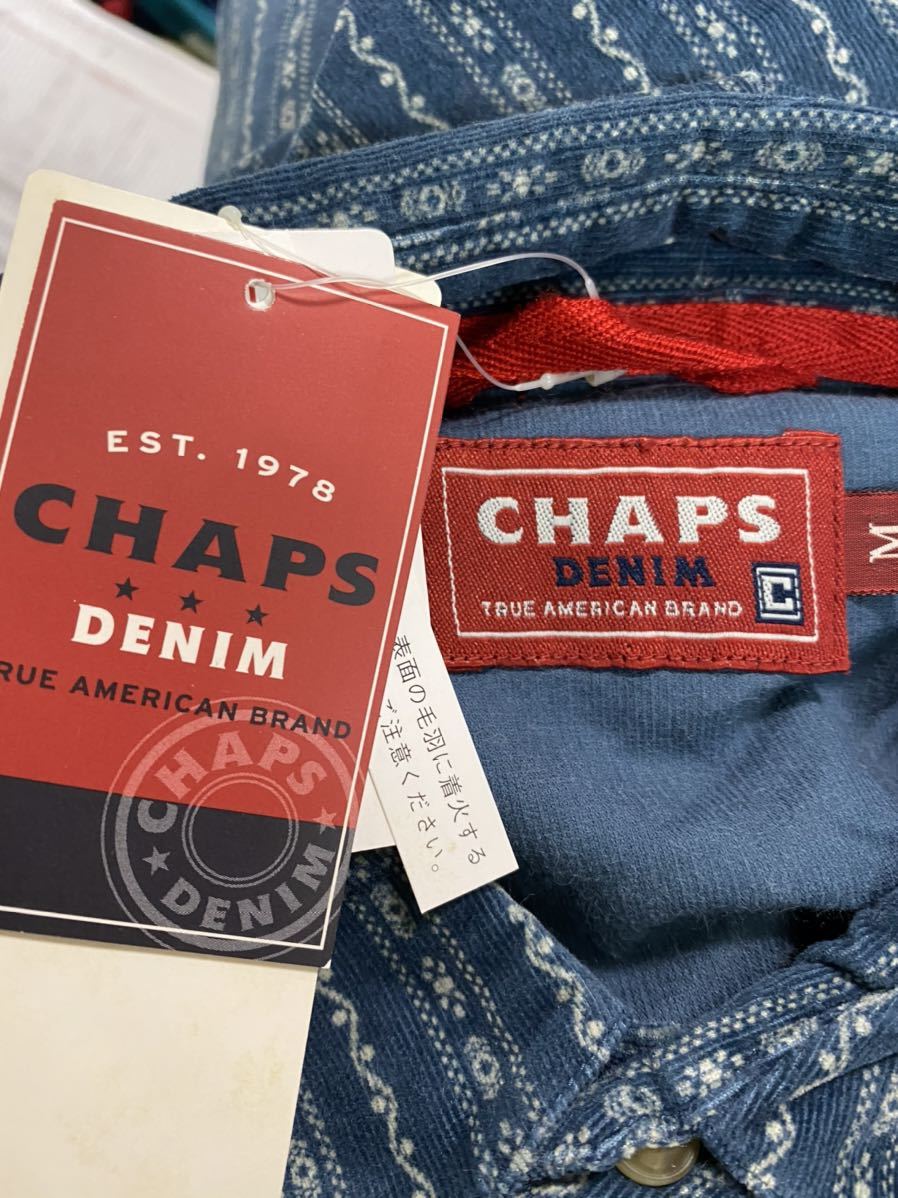 EST. 1978
CHAPS
DENIM
RUE AMERICAN BRAND
CHAPS
DENIM
CHAPS
DENIM
TRUE AMERICAN BRAND
C
M
表面の毛羽に着火する
ご注意ください。